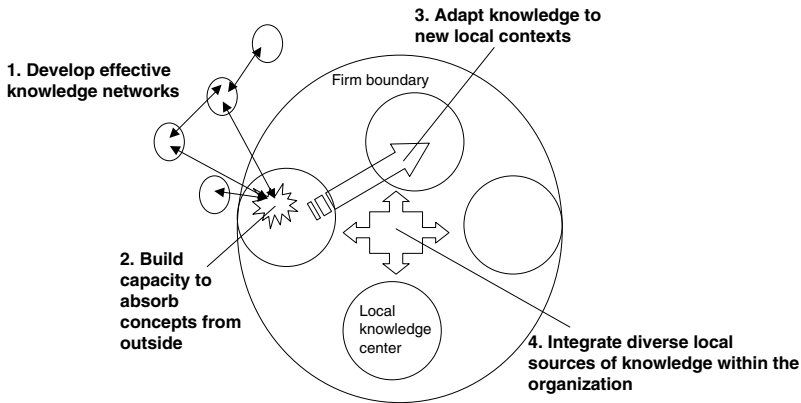 3. Adapt knowledge to
new local contexts
1. Develop effective
knowledge networks
Firm boundary
2. Build
capacity to
absorb
concepts from
outside
Local
knowledge
center
4. Integrate diverse local
sources of knowledge within the
organization